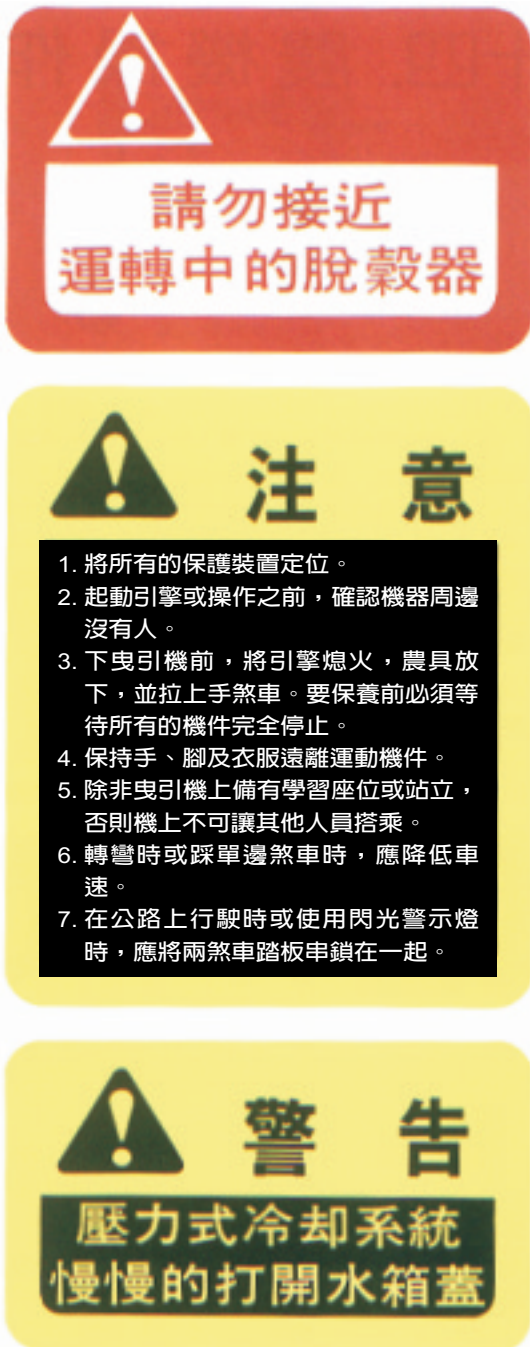 請勿接近
運轉中的脫穀器
注意
1. 將所有的保護裝置定位。
2. 起動引擎或操作之前，確認機器周邊
沒有人。
3. 下曳引機前，將引擎熄火，農具放
下，並拉上手煞車。要保養前必須等
待所有的機件完全停止。
4. 保持手、腳及衣服遠離運動機件。
5. 除非曳引機上備有學習座位或站立，
否則機上不可讓其他人員搭乘。
6. 轉彎時或踩單邊煞車時，應降低車
速。
7. 在公路上行駛時或使用閃光警示燈
時，應將兩煞車踏板串鎖在一起。
警告
壓力式冷却系統
慢慢的打開水箱蓋